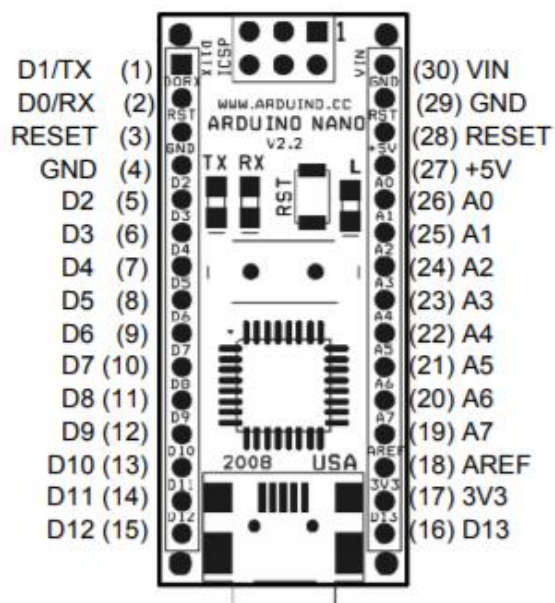 D1/TX (1)
D0/RX (2)
RESET (3)
GND (4)
D2 (5)
D3 (6)
D4 (7)
D5 (8)
D6 (9)
D7 (10)
D8 (11)
D9 (12)
D10 (13)
D11 (14)
D12 (15)
D1TX
ICSP
1
VIN
D0RX
RST
GND
D2
D3
D4
D5
D6
D7
D8
D9
D10
D11
D12
WWW.ARDUINO.CC
ARDUINO NANO
V2.2
TX RX
RST
L
2008 USA
GND
RST
+5V
A0
A1
A2
A3
A4
A5
A6
A7
AREF
3V3
D13
(30) VIN
(29) GND
(28) RESET
(27) +5V
(26) A0
(25) A1
(24) A2
(23) A3
(22) A4
(21) A5
(20) A6
(19) A7
(18) AREF
(17) 3V3
(16) D13